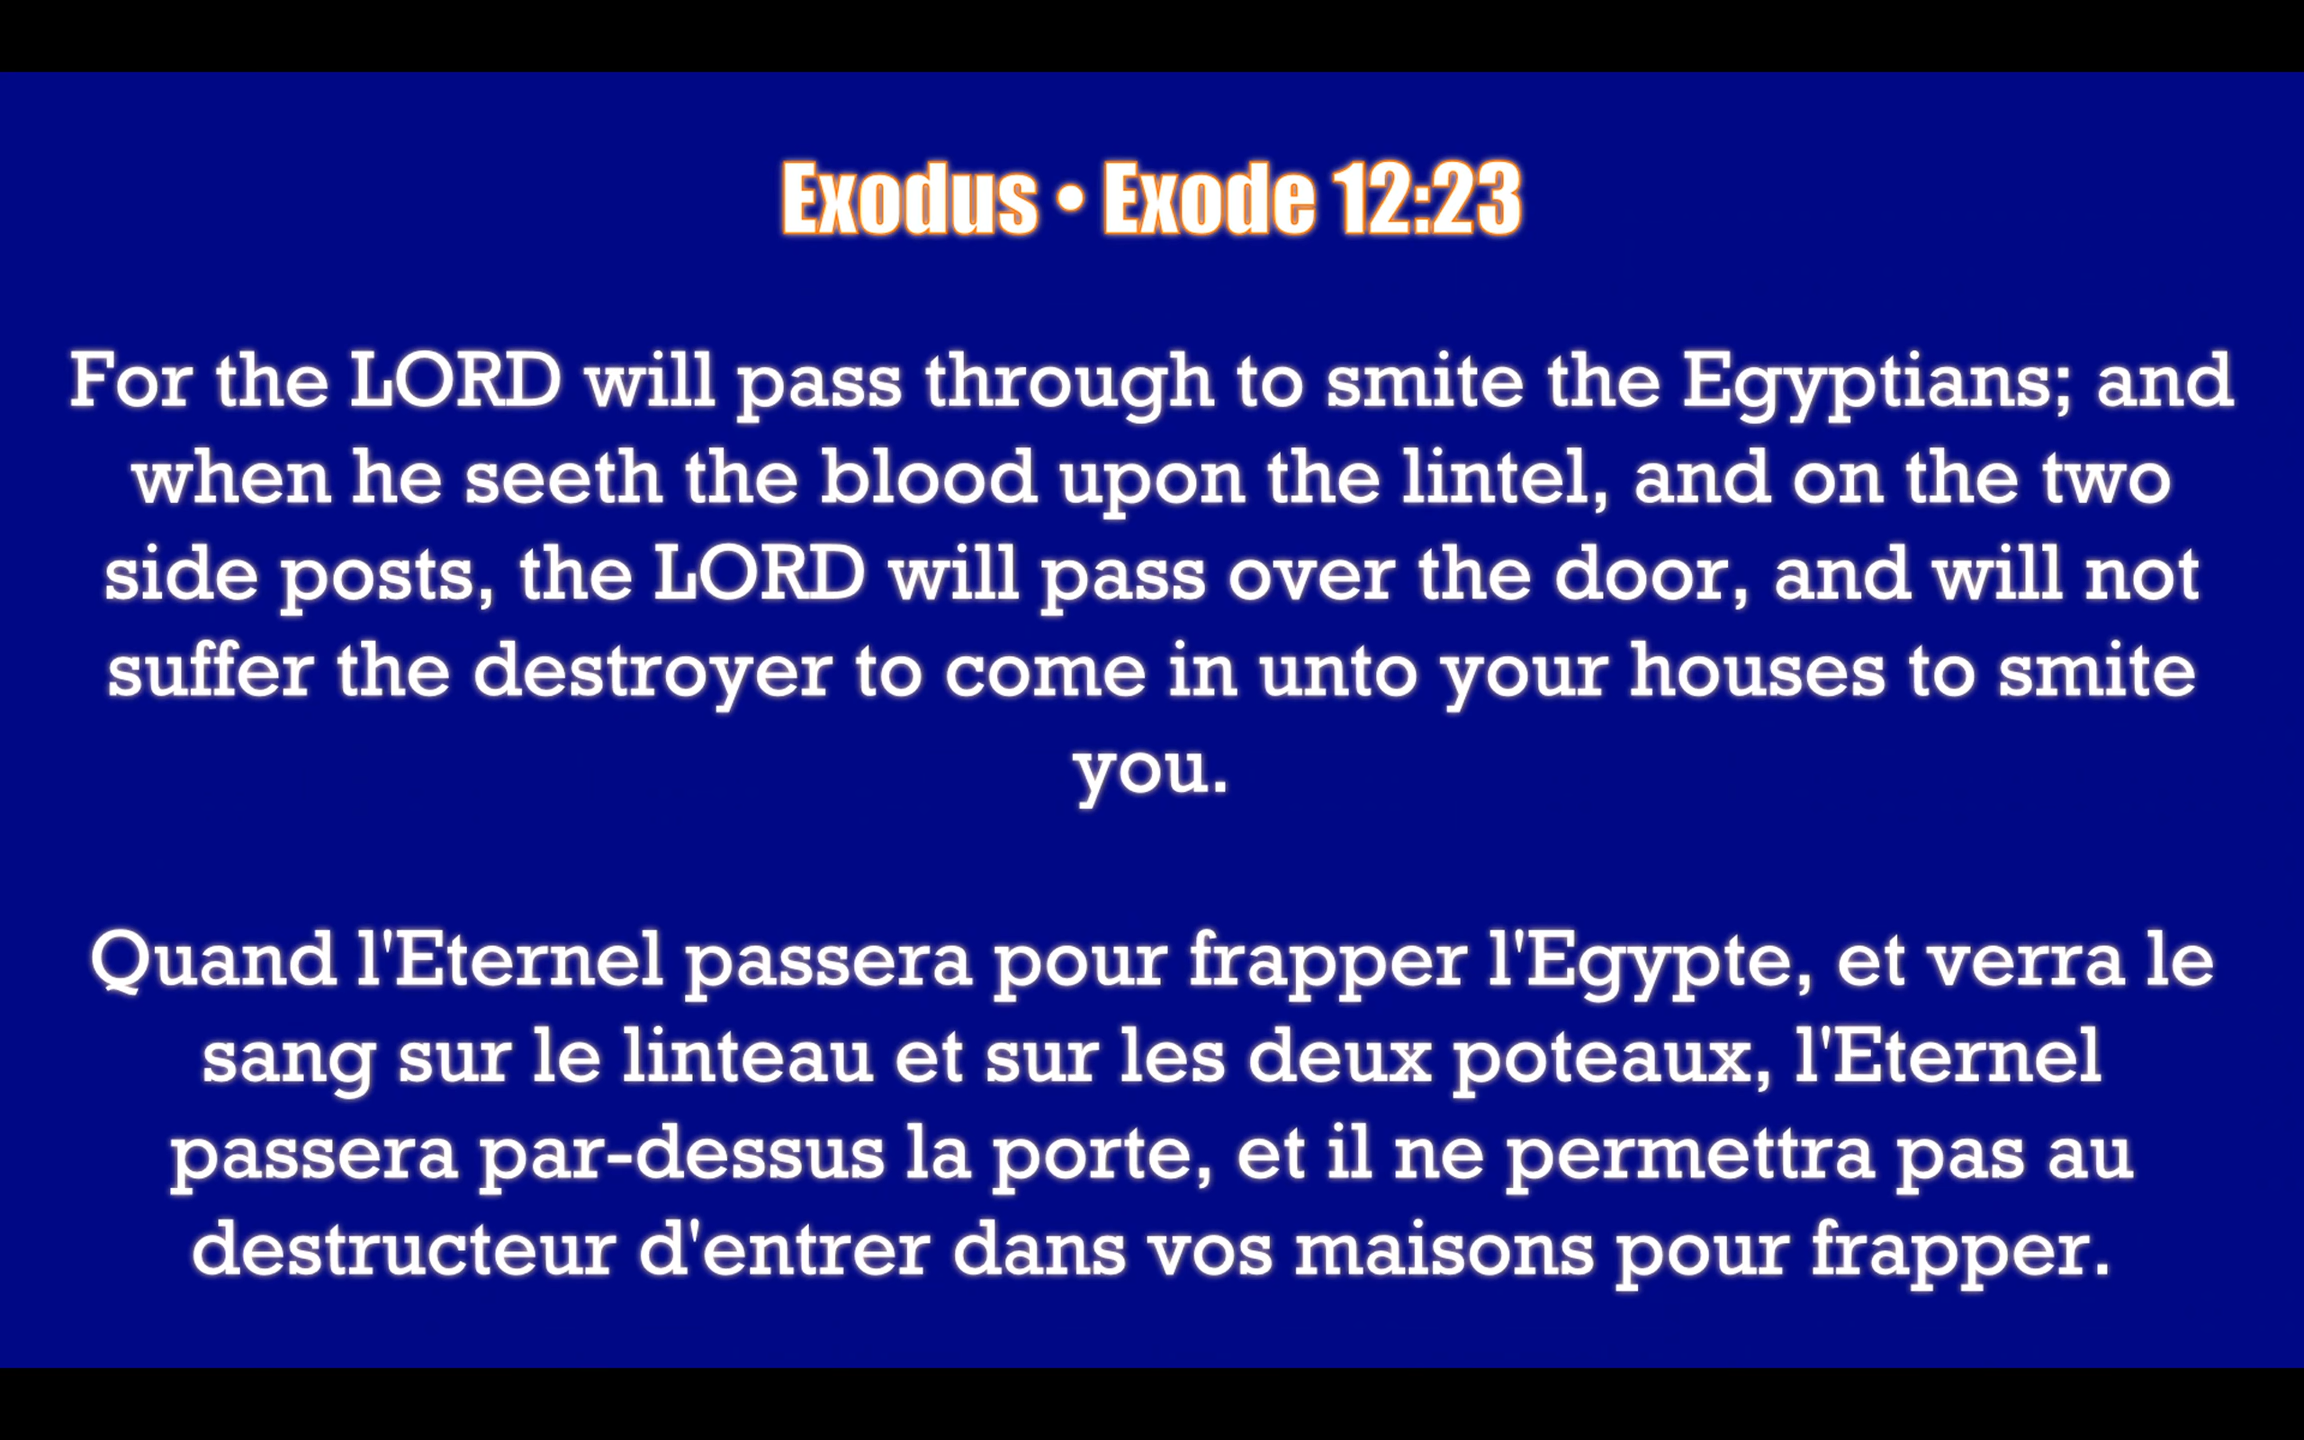 Exodus • Exode 12:23
For the LORD will pass through to smite the Egyptians; and
when he seeth the blood upon the lintel, and on the two
side posts, the LORD will pass over the door, and will not
suffer the destroyer to come in unto your houses to smite
you.
Quand l'Eternel passera pour frapper l'Egypte, et verra le
sang sur le linteau et sur les deux poteaux, l'Eternel
passera par-dessus la porte, et il ne permettra pas au
destructeur d'entrer dans vos maisons pour frapper.